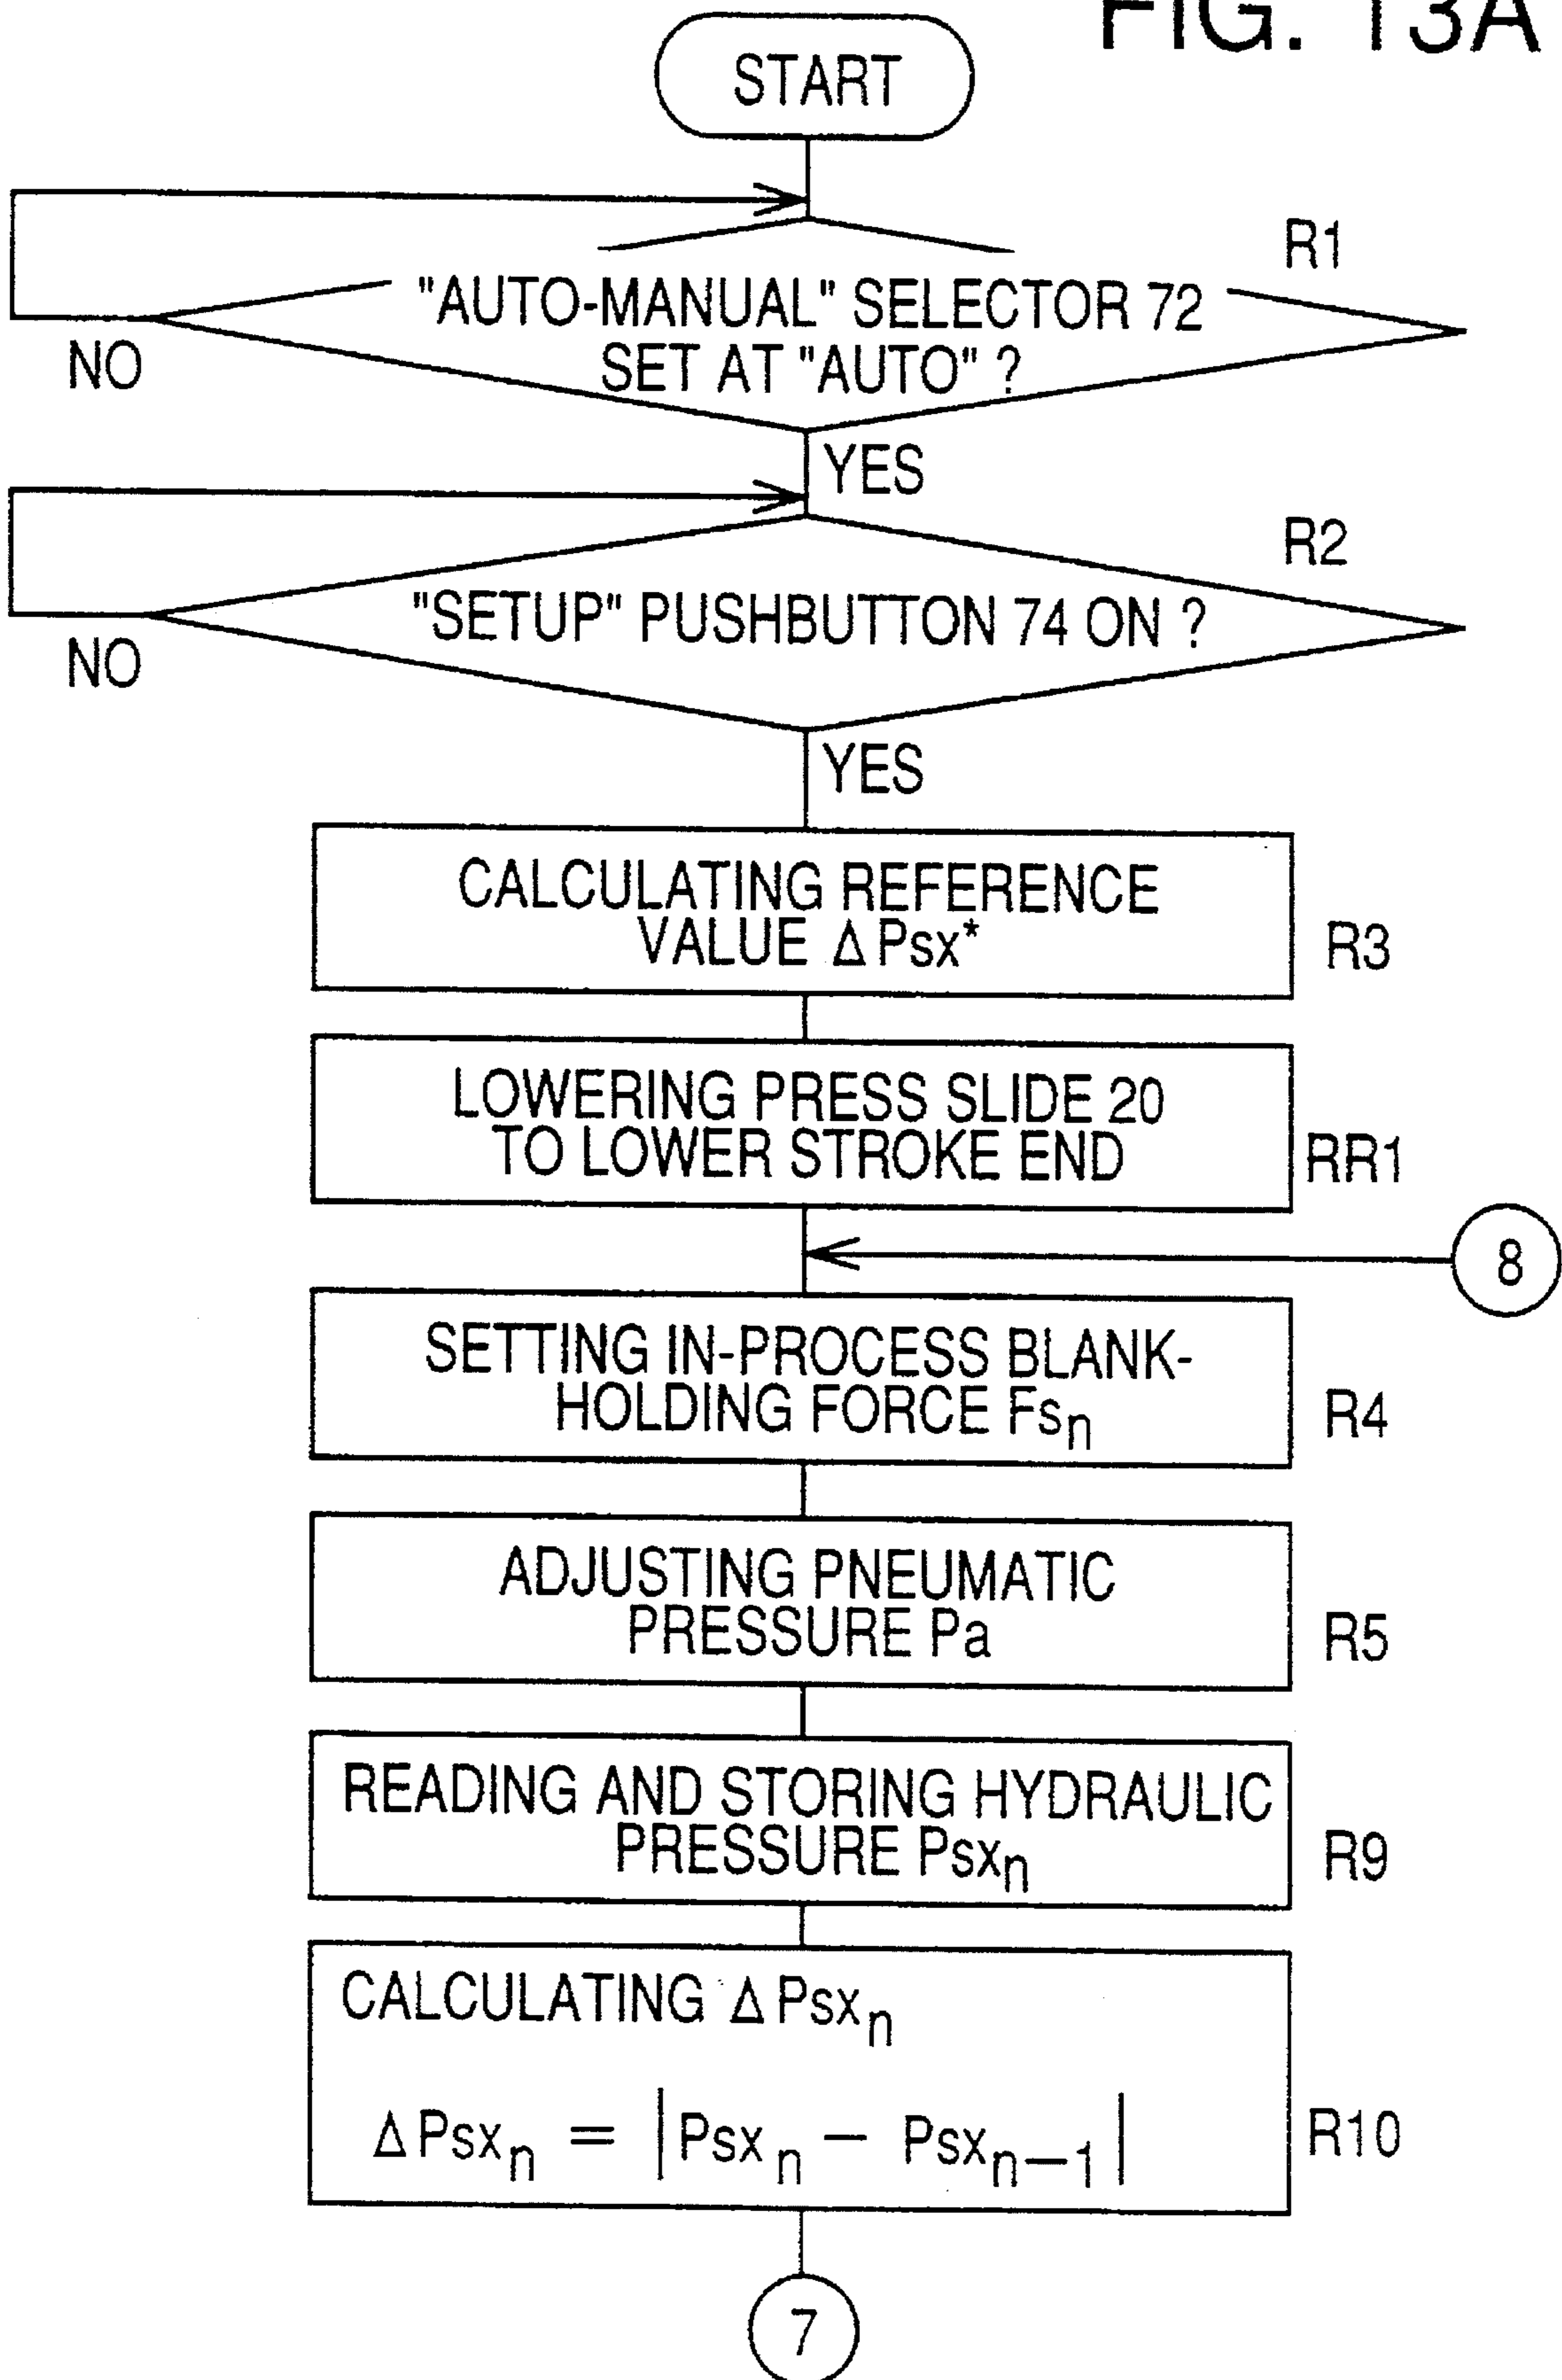 FIG. 13A
START
R1
"AUTO-MANUAL" SELECTOR 72
SET AT "AUTO" ?
NO
YES
R2
"SETUP" PUSHBUTTON 74 ON ?
NO
YES
CALCULATING REFERENCE
VALUE Δ Psx*
R3
LOWERING PRESS SLIDE 20
TO LOWER STROKE END
RR1
8
SETTING IN-PROCESS BLANK-
HOLDING FORCE Fsn
R4
ADJUSTING PNEUMATIC
PRESSURE Pa
R5
READING AND STORING HYDRAULIC
PRESSURE Psxn
R9
CALCULATING Δ Psxn
Δ Psxn = |Psxn − Psxn−1|
R10
7